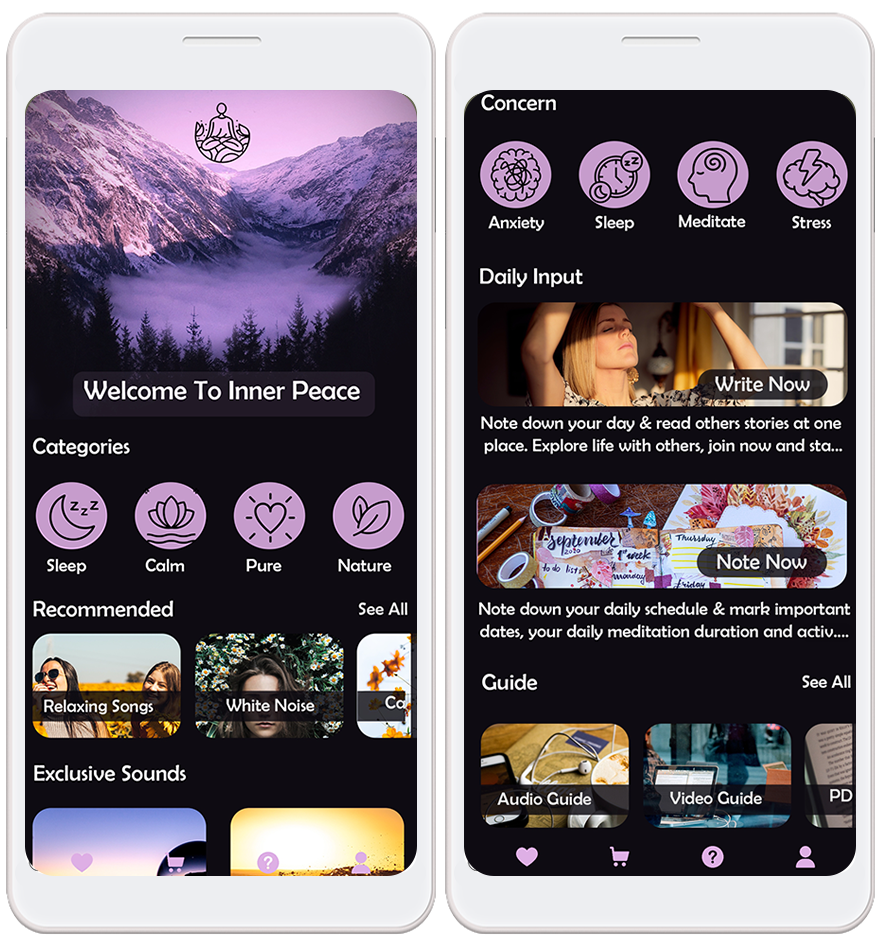 Welcome To Inner Peace
Categories
zzz
Sleep
Calm
Pure
Nature
Recommended
See All
Relaxing Songs
White Noise
Ca
Exclusive Sounds
?
Concern
zz
Anxiety
Sleep
Meditate
Stress
Daily Input
Write Now
Note down your day & read others stories at one
place. Explore life with others, join now and sta...
september
2020
1st week
to do list
monday
Thursday
Friday
Note Now
Note down your daily schedule & mark important
dates, your daily meditation duration and activ....
Guide
See All
Audio Guide
Video Guide
PD
?